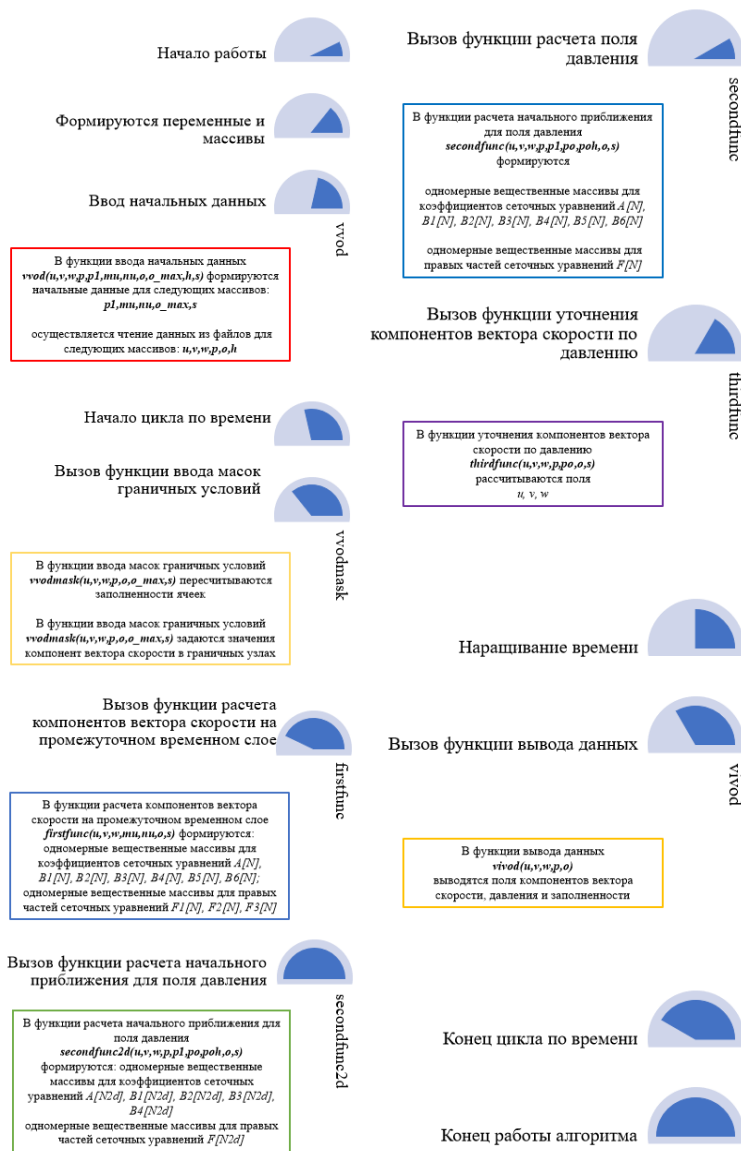 Начало работы
Формируются переменные и
массивы
Ввод начальных данных
vvod
В функции ввода начальных данных
vvod(u,v,w,p,p1,mu,nu,o,o_max,h,s) формируются
начальные данные для следующих массивов:
p1,mu,nu,o_max,s
осуществляется чтение данных из файлов для
следующих массивов: u,v,w,p,o,h
Начало цикла по времени
Вызов функции ввода масок
граничных условий
vvodmask
В функции ввода масок граничных условий
vvodmask(u,v,w,p,o,o_max,s) пересчитываются
заполненности ячеек
В функции ввода масок граничных условий
vvodmask(u,v,w,p,o,o_max,s) задаются значения
компонент вектора скорости в граничных узлах
Вызов функции расчета
компонентов вектора скорости на
промежуточном временном слое
firstfunc
В функции расчета компонентов вектора
скорости на промежуточном временном слое
firstfunc(u,v,w,mu,nu,o,s) формируются:
одномерные вещественные массивы для
коэффициентов сеточных уравнений A[N],
B1[N], B2[N], B3[N], B4[N], B5[N], B6[N];
одномерные вещественные массивы для правых
частей сеточных уравнений F1[N], F2[N], F3[N]
Вызов функции расчета начального
приближения для поля давления
secondfunc2d
В функции расчета начального приближения для
поля давления
secondfunc2d(u,v,w,p,p1,po,poh,o,s)
формируются: одномерные вещественные
массивы для коэффициентов сеточных
уравнений A[N2d], B1[N2d], B2[N2d], B3[N2d],
B4[N2d]
одномерные вещественные массивы для правых
частей сеточных уравнений F[N2d]
Вызов функции расчета поля
давления
secondfunc
В функции расчета начального приближения
для поля давления
secondfunc(u,v,w,p,p1,po,poh,o,s)
формируются
одномерные вещественные массивы для
коэффициентов сеточных уравнений A[N],
B1[N], B2[N], B3[N], B4[N], B5[N], B6[N]
одномерные вещественные массивы для
правых частей сеточных уравнений F[N]
Вызов функции уточнения
компонентов вектора скорости по
давлению
thirdfunc
В функции уточнения компонентов вектора
скорости по давлению
thirdfunc(u,v,w,p,po,o,s)
рассчитываются поля
u, v, w
Наращивание времени
Вызов функции вывода данных
vivod
В функции вывода данных
vivod(u,v,w,p,o)
выводятся поля компонентов вектора
скорости, давления и заполненности
Конец цикла по времени
Конец работы алгоритма